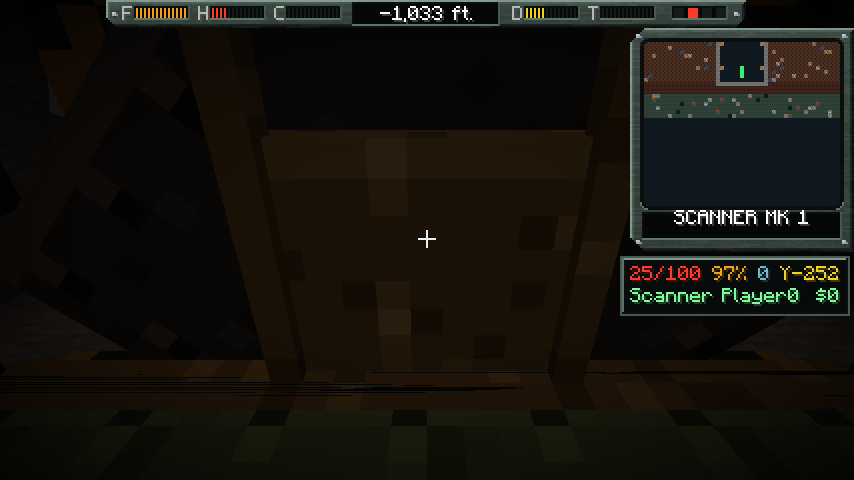 F H C -1,033 ft. D T
SCANNER MK 1
25/100 97% 0 Y-252
Scanner Player0 $0